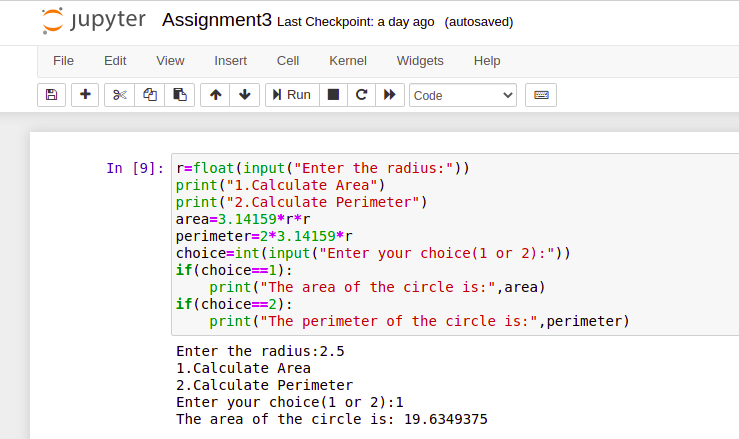 jupyter Assignment3 Last Checkpoint: a day ago (autosaved)
File Edit View Insert Cell Kernel Widgets Help
Run Code
In [9]: r=float(input("Enter the radius:"))
print("1.Calculate Area")
print("2.Calculate Perimeter")
area=3.14159*r*r
perimeter=2*3.14159*r
choice=int(input("Enter your choice(1 or 2):"))
if(choice==1):
    print("The area of the circle is:",area)
if(choice==2):
    print("The perimeter of the circle is:",perimeter)
Enter the radius:2.5
1.Calculate Area
2.Calculate Perimeter
Enter your choice(1 or 2):1
The area of the circle is: 19.6349375